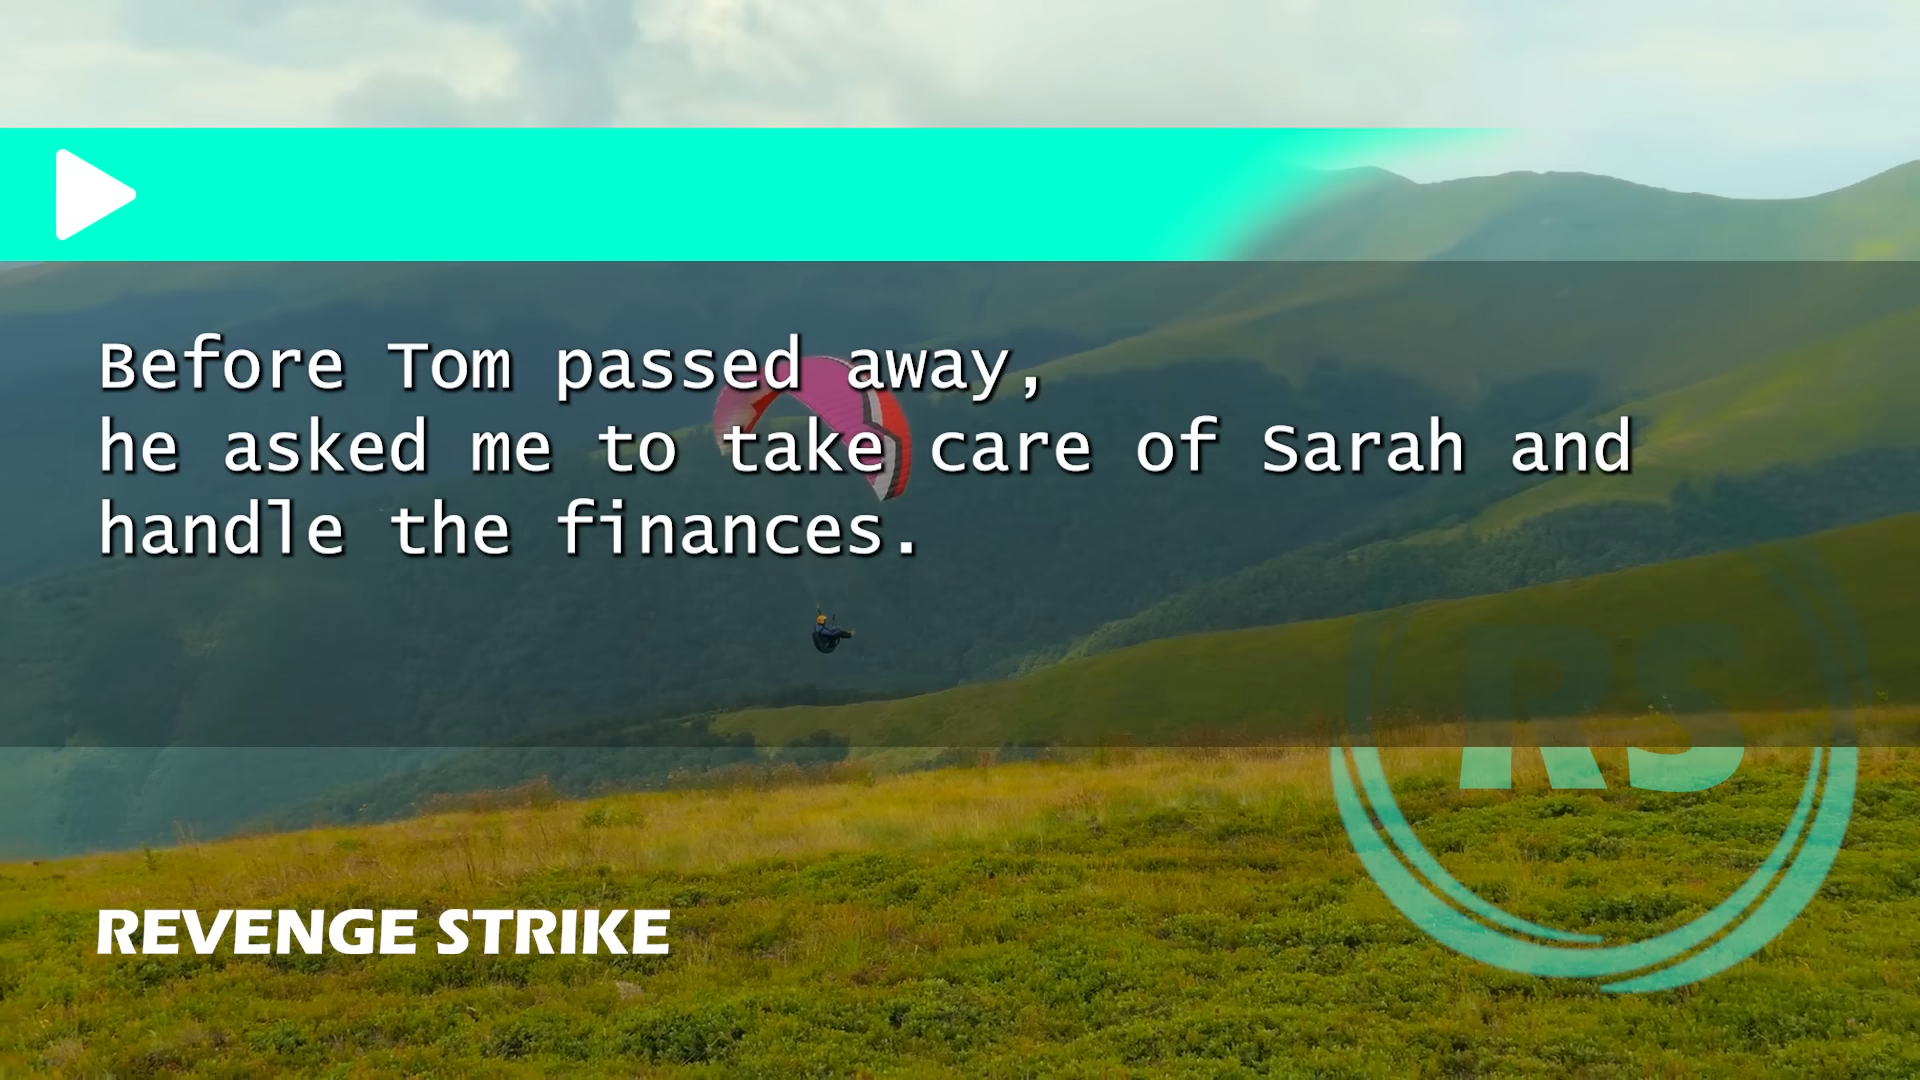 Before Tom passed away,
he asked me to take care of Sarah and
handle the finances.
RS
REVENGE STRIKE